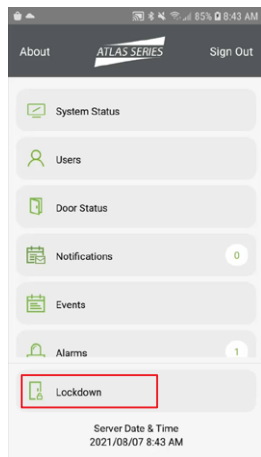 85% 8:43 AM
About ATLAS SERIES Sign Out
System Status
Users
Door Status
Notifications 0
Events
Alarms 1
Lockdown
Server Date & Time
2021/08/07 8:43 AM